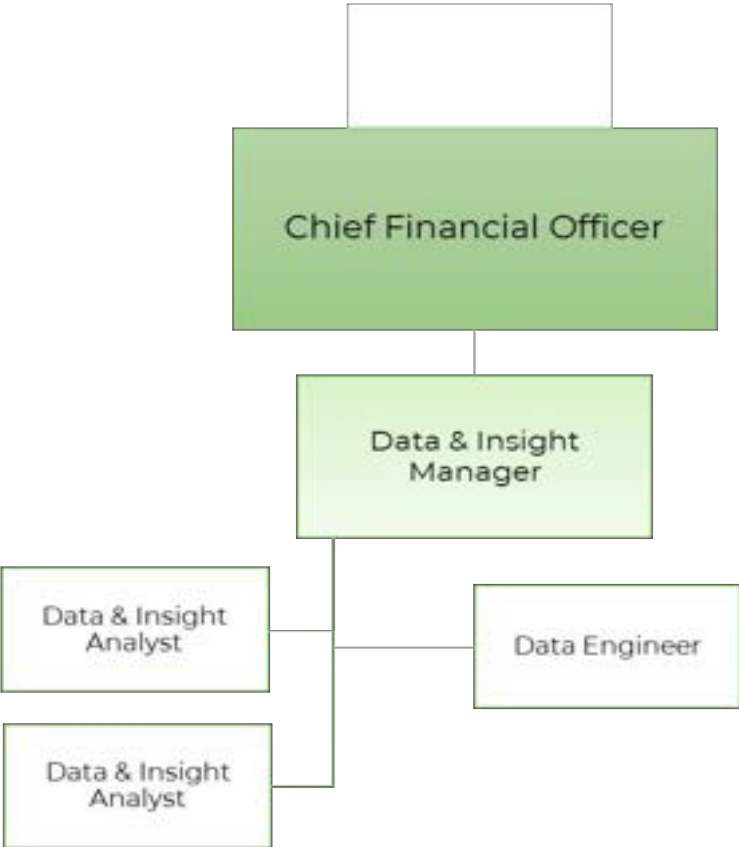 Chief Financial Officer
Data & Insight
Manager
Data & Insight
Analyst
Data Engineer
Data & Insight
Analyst